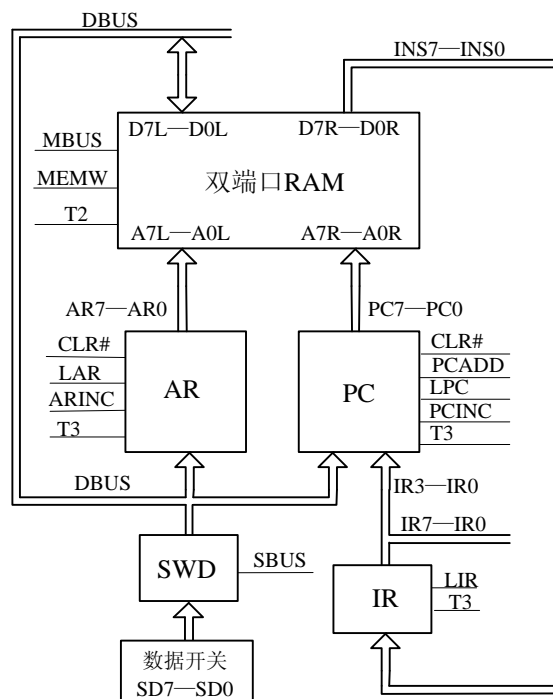 DBUS
INS7—INS0
D7L—D0L
D7R—D0R
MBUS
双端口RAM
MEMW
T2
A7L—A0L
A7R—A0R
AR7—AR0
PC7—PC0
CLR#
LAR
ARINC
T3
AR
PC
CLR#
PCADD
LPC
PCINC
T3
DBUS
IR3—IR0
IR7—IR0
SWD
SBUS
IR
LIR
T3
数据开关
SD7—SD0